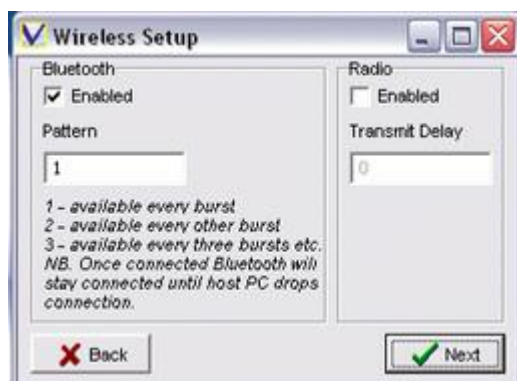 Wireless Setup
Bluetooth
Enabled
Pattern
1
1 - available every burst
2 - available every other burst
3 - available every three bursts etc.
NB. Once connected Bluetooth will
stay connected until host PC drops
connection.
Radio
Enabled
Transmit Delay
0
Back
Next